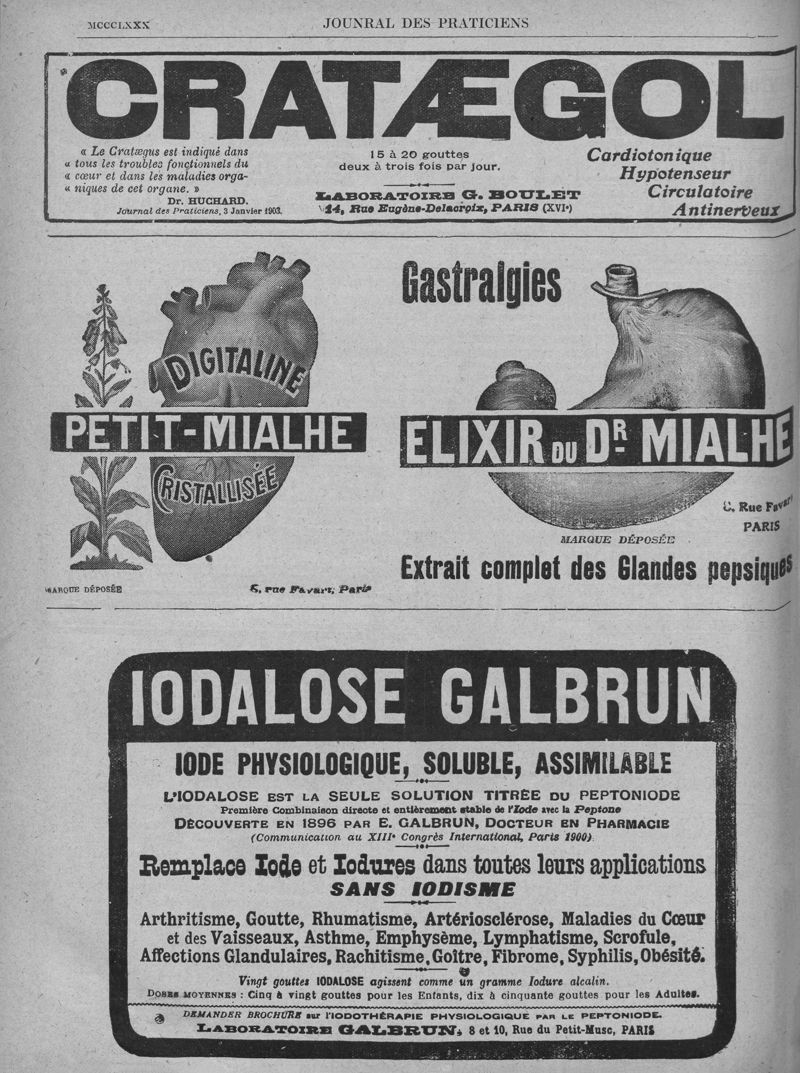 MCCCLXXX
JOUNRAL DES PRATICIENS
CRATÆGOL
« Le Cratægus est indiqué dans
« tous les troubles fonctionnels du
« cœur et dans les maladies orga-
« niques de cet organe. »
Dr. HUCHARD.
Journal des Praticiens, 3 Janvier 1903.
15 à 20 gouttes
deux à trois fois par jour.
LABORATOIRE G. BOULET
14, Rue Eugène-Delacroix, PARIS (XVIe)
Cardiotonique
Hypotenseur
Circulatoire
Antinerveux
DIGITALINE
PETIT-MIALHE
CRISTALLISÉE
MARQUE DÉPOSÉE
8, rue Favart, Paris
Gastralgies
ELIXIR DU DR MIALHE
8, Rue Favart
PARIS
MARQUE DÉPOSÉE
Extrait complet des Glandes pepsiques
IODALOSE GALBRUN
IODE PHYSIOLOGIQUE, SOLUBLE, ASSIMILABLE
L'IODALOSE EST LA SEULE SOLUTION TITRÉE DU PEPTONIODE
Première Combinaison directe et entièrement stable de l'Iode avec la Peptone
DÉCOUVERTE EN 1896 PAR E. GALBRUN, DOCTEUR EN PHARMACIE
(Communication au XIIIe Congrès International, Paris 1900)
Remplace Iode et Iodures dans toutes leurs applications
SANS IODISME
Arthritisme, Goutte, Rhumatisme, Artériosclérose, Maladies du Cœur
et des Vaisseaux, Asthme, Emphysème, Lymphatisme, Scrofule,
Affections Glandulaires, Rachitisme, Goître, Fibrome, Syphilis, Obésité.
Vingt gouttes IODALOSE agissent comme un gramme Iodure alcalin.
DOSES MOYENNES : Cinq à vingt gouttes pour les Enfants, dix à cinquante gouttes pour les Adultes.
DEMANDER BROCHURE sur l'IODOTHÉRAPIE PHYSIOLOGIQUE PAR LE PEPTONIODE.
LABORATOIRE GALBRUN, 8 et 10, Rue du Petit-Musc, PARIS